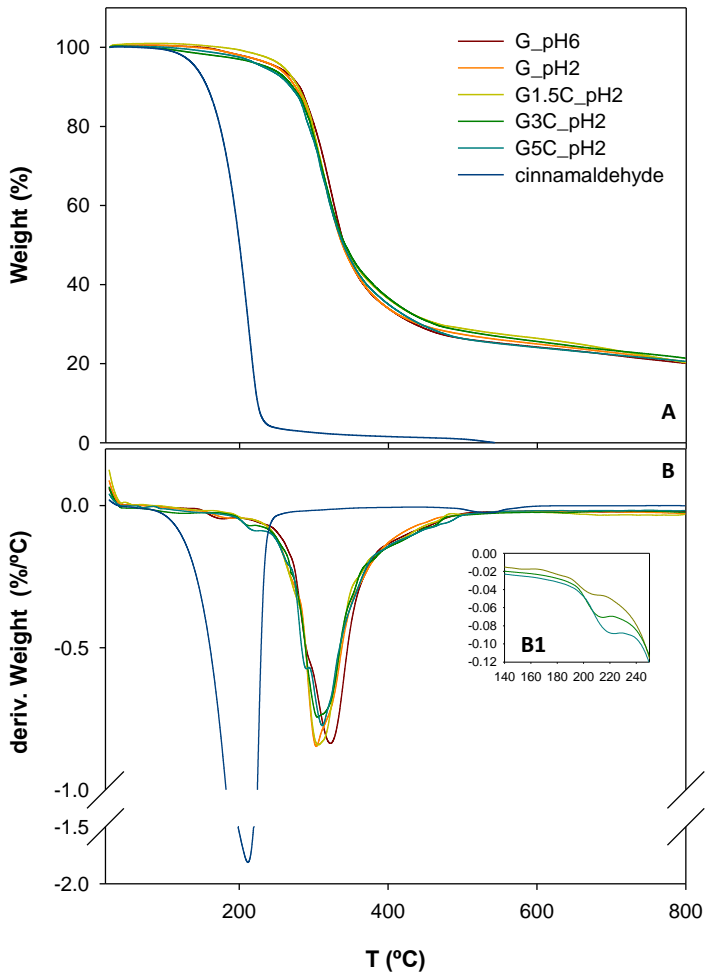 100
80
60
40
20
0
Weight (%)
G_pH6
G_pH2
G1.5C_pH2
G3C_pH2
G5C_pH2
cinnamaldehyde
A
B
0.0
-0.5
-1.0
-1.5
-2.0
deriv. Weight (%/ºC)
0.00
-0.02
-0.04
-0.06
-0.08
-0.10
-0.12
B1
140 160 180 200 220 240
200 400 600 800
T (ºC)